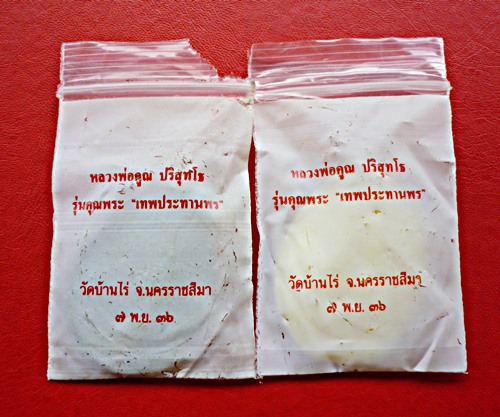 หลวงพ่อคูณ ปริสุทโธ
รุ่นคุณพระ "เทพประทานพร"
วัดบ้านไร่ จ.นครราชสีมา
๗ พ.ย. ๓๖
หลวงพ่อคูณ ปริสุทโธ
รุ่นคุณพระ "เทพประทานพร"
วัดบ้านไร่ จ.นครราชสีมา
๗ พ.ย. ๓๖